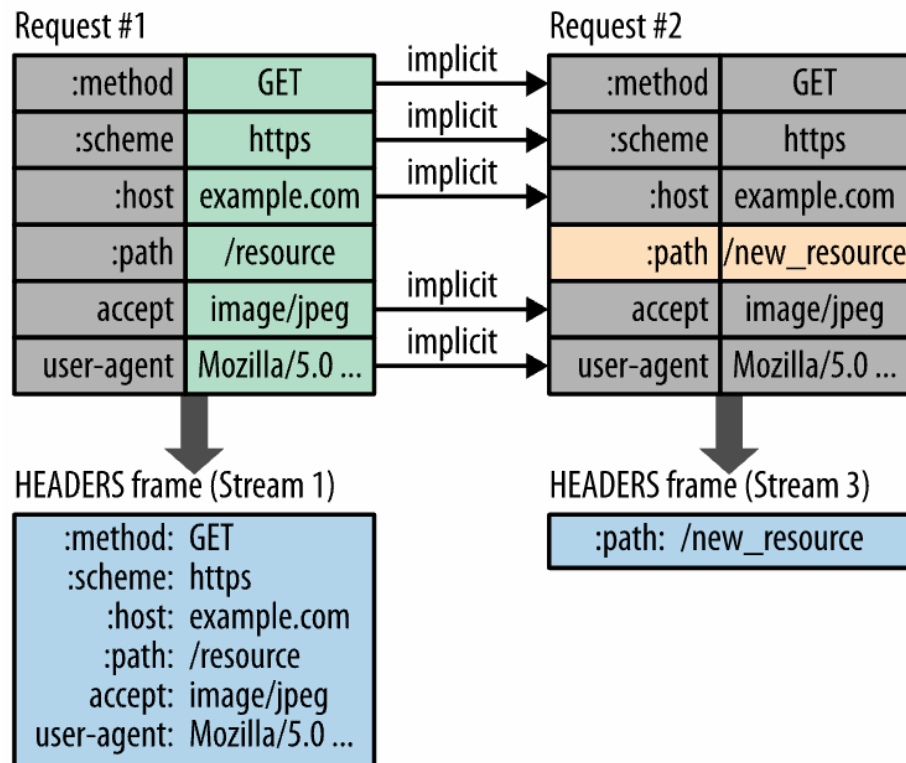 Request #1
:method GET
:scheme https
:host example.com
:path /resource
accept image/jpeg
user-agent Mozilla/5.0 ...
implicit
implicit
implicit
implicit
implicit
Request #2
:method GET
:scheme https
:host example.com
:path /new_resource
accept image/jpeg
user-agent Mozilla/5.0 ...
HEADERS frame (Stream 1)
:method: GET
:scheme: https
:host: example.com
:path: /resource
accept: image/jpeg
user-agent: Mozilla/5.0 ...
HEADERS frame (Stream 3)
:path: /new_resource